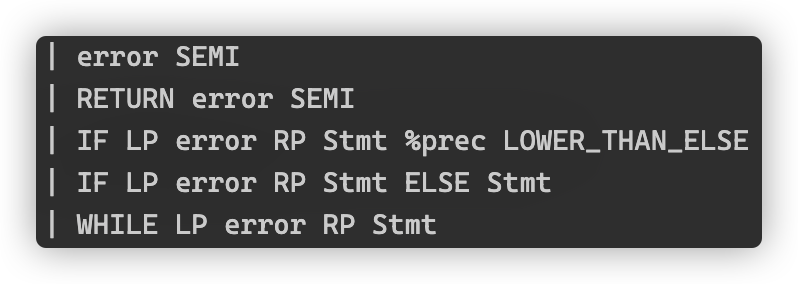 | error SEMI
| RETURN error SEMI
| IF LP error RP Stmt %prec LOWER_THAN_ELSE
| IF LP error RP Stmt ELSE Stmt
| WHILE LP error RP Stmt